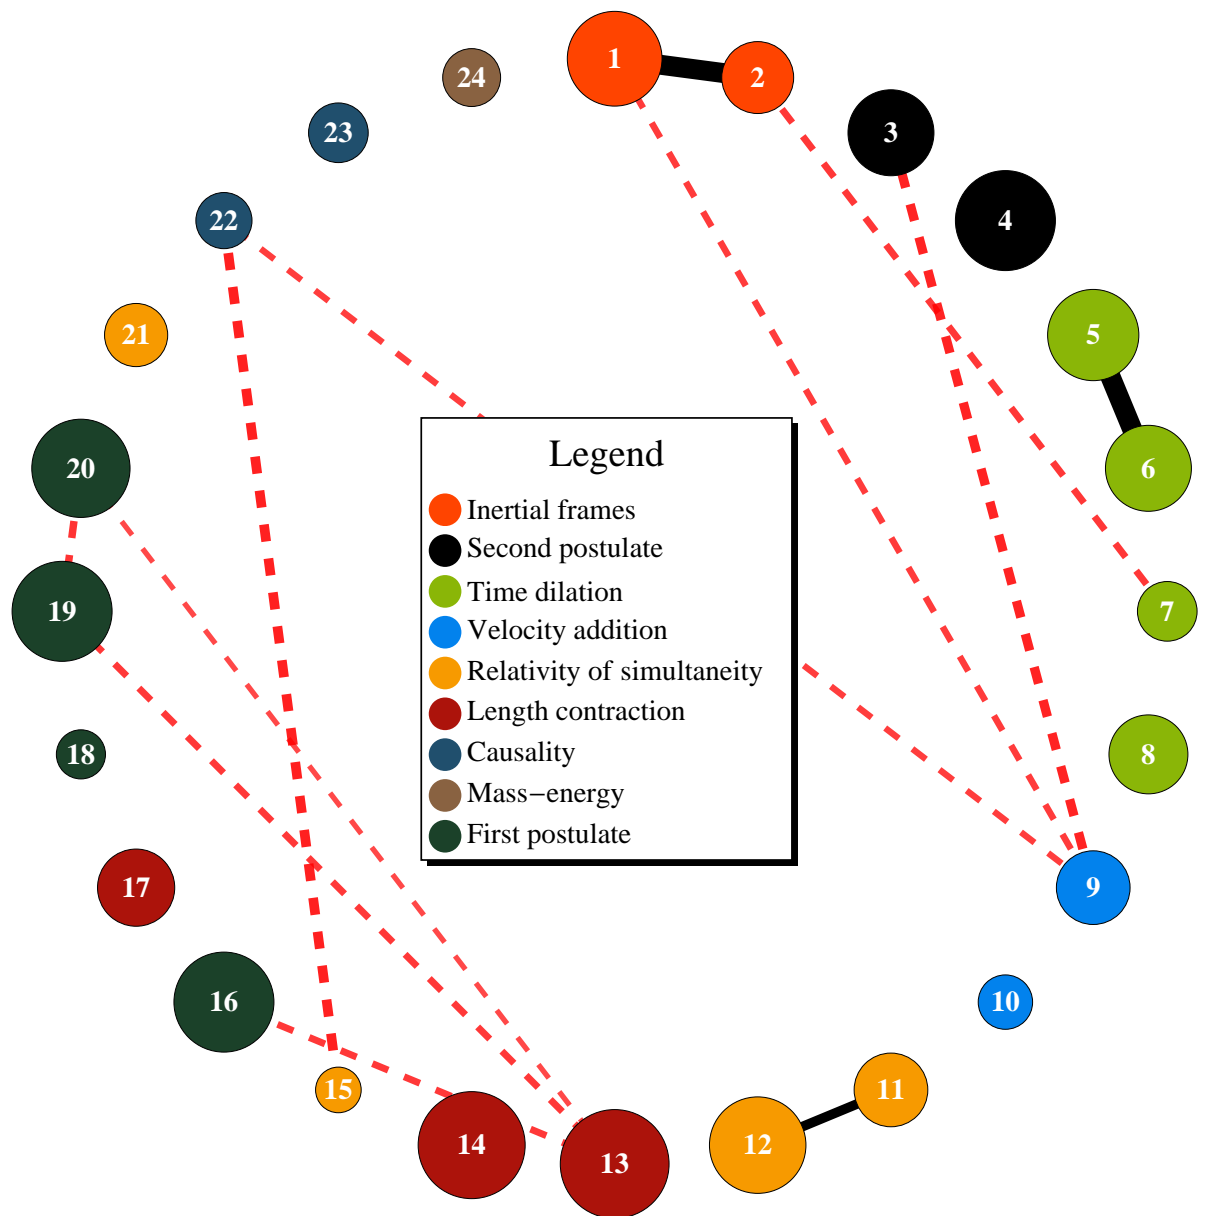 1
2
3
4
5
6
7
8
9
10
11
12
13
14
15
16
17
18
19
20
21
22
23
24
Legend
Inertial frames
Second postulate
Time dilation
Velocity addition
Relativity of simultaneity
Length contraction
Causality
Mass−energy
First postulate